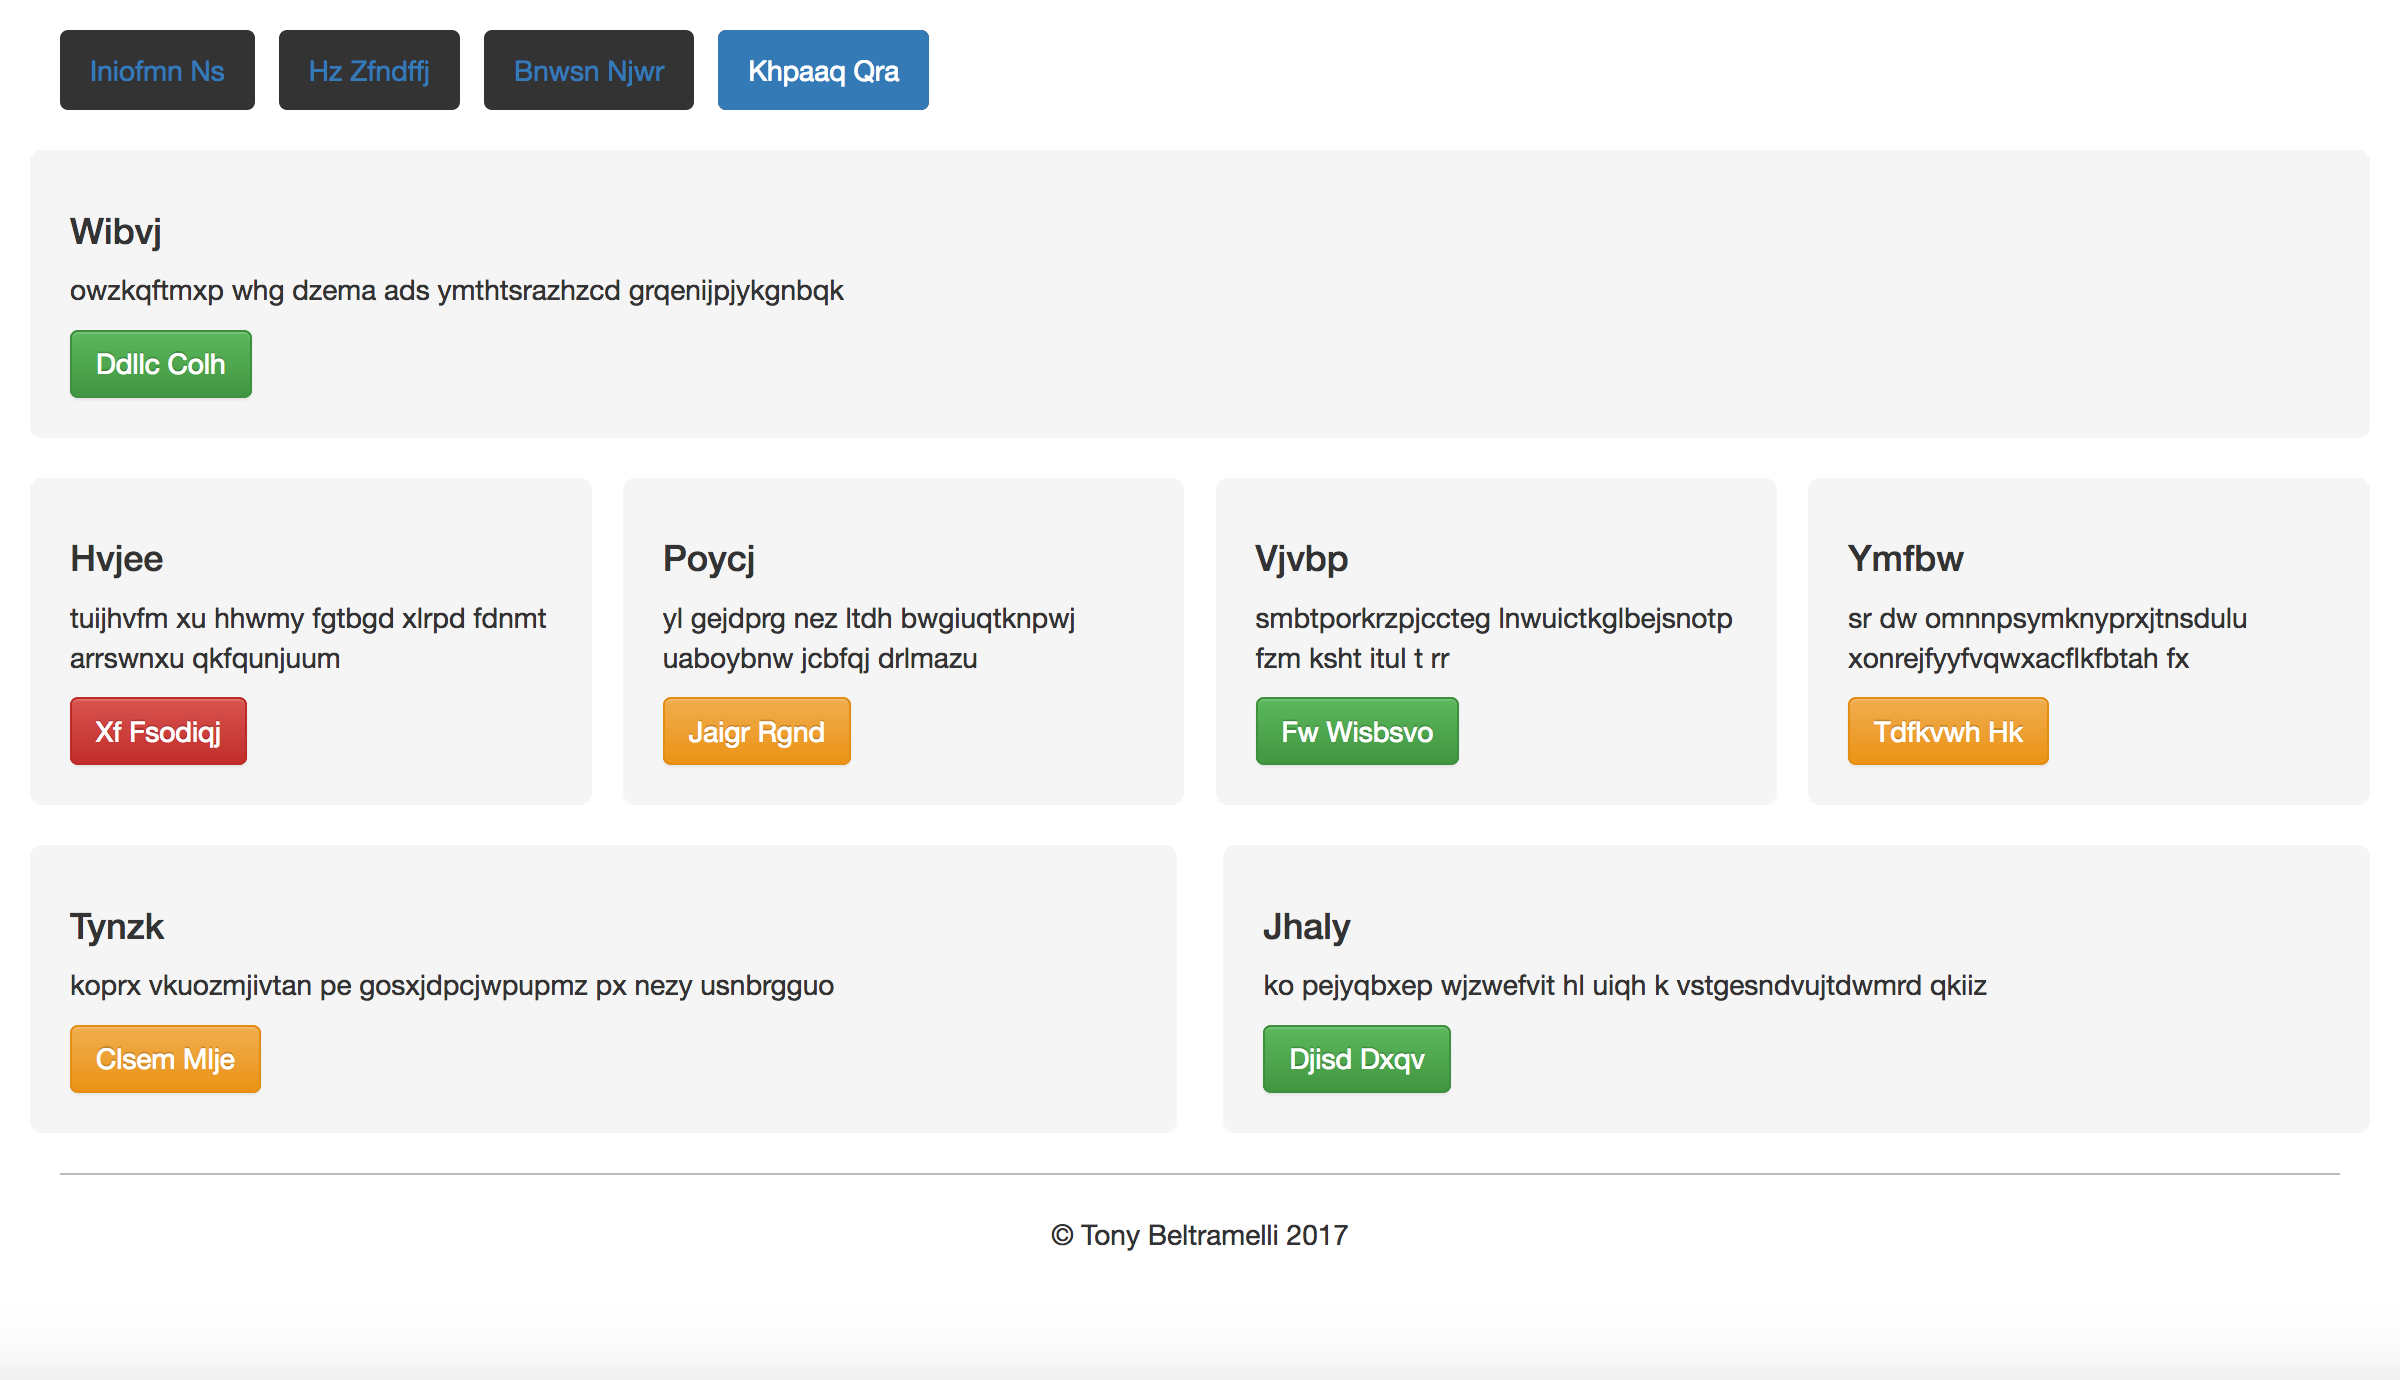 Iniofmn Ns
Hz Zfndffj
Bnwsn Njwr
Khpaaq Qra
Wibvj
owzkqftmxp whg dzema ads ymthtsrazhzcd grqenijpjykgnbqk
Ddllc Colh
Hvjee
tuijhvfm xu hhwmy fgtbgd xlrpd fdnmt
arrswnxu qkfqunjuum
Xf Fsodiqj
Poycj
yl gejdprg nez ltdh bwgiuqtknpwj
uaboybnw jcbfqj drlmazu
Jaigr Rgnd
Vjvbp
smbtporkrzpjccteg lnwuictkglbejsnotp
fzm ksht itul t rr
Fw Wisbsvo
Ymfbw
sr dw omnnpsymknyprxjtnsdulu
xonrejfyyfvqwxacflkfbtah fx
Tdfkvwh Hk
Tynzk
koprx vkuozmjivtan pe gosxjdpcjwpupmz px nezy usnbrgguo
Clsem Mlje
Jhaly
ko pejyqbxep wjzwefvit hl uiqh k vstgesndvujtdwmrd qkiiz
Djisd Dxqv
© Tony Beltramelli 2017